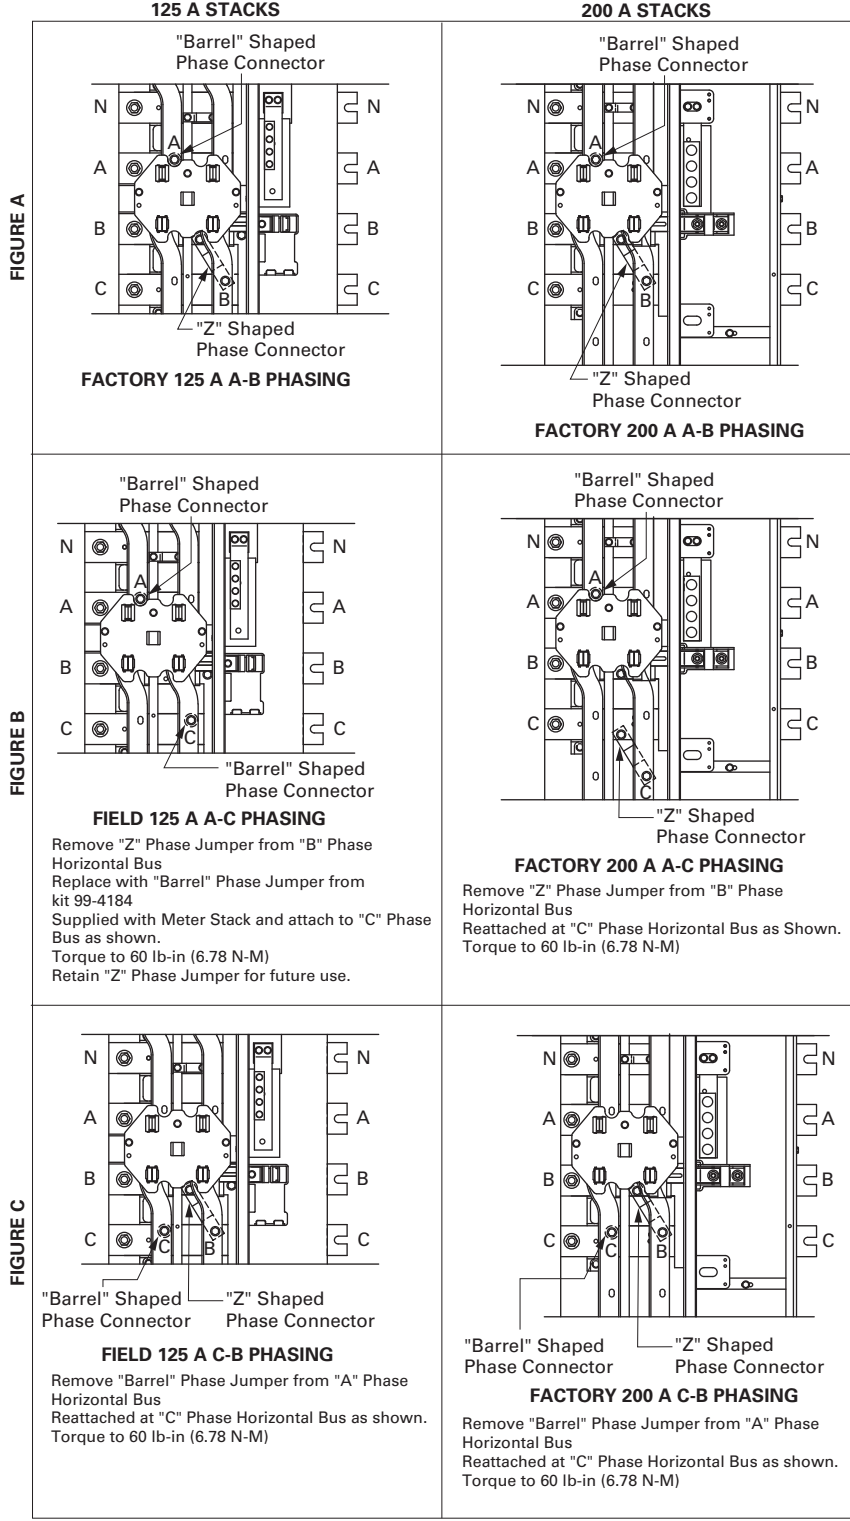 125 A STACKS
200 A STACKS
FIGURE A
"Barrel" Shaped
Phase Connector
N
A
B
C
A
B
N
A
B
C
"Z" Shaped
Phase Connector
FACTORY 125 A A-B PHASING
"Barrel" Shaped
Phase Connector
N
A
B
C
A
B
N
A
B
C
"Z" Shaped
Phase Connector
FACTORY 200 A A-B PHASING
FIGURE B
"Barrel" Shaped
Phase Connector
N
A
B
C
A
C
N
A
B
C
"Barrel" Shaped
Phase Connector
FIELD 125 A A-C PHASING
Remove "Z" Phase Jumper from "B" Phase
Horizontal Bus
Replace with "Barrel" Phase Jumper from
kit 99-4184
Supplied with Meter Stack and attach to "C" Phase
Bus as shown.
Torque to 60 lb-in (6.78 N-M)
Retain "Z" Phase Jumper for future use.
"Barrel" Shaped
Phase Connector
N
A
B
C
A
C
N
A
B
C
"Z" Shaped
Phase Connector
FACTORY 200 A A-C PHASING
Remove "Z" Phase Jumper from "B" Phase
Horizontal Bus
Reattached at "C" Phase Horizontal Bus as Shown.
Torque to 60 lb-in (6.78 N-M)
FIGURE C
N
A
B
C
C
B
N
A
B
C
"Barrel" Shaped
Phase Connector
"Z" Shaped
Phase Connector
FIELD 125 A C-B PHASING
Remove "Barrel" Phase Jumper from "A" Phase
Horizontal Bus
Reattached at "C" Phase Horizontal Bus as shown.
Torque to 60 lb-in (6.78 N-M)
N
A
B
C
C
B
N
A
B
C
"Barrel" Shaped
Phase Connector
"Z" Shaped
Phase Connector
FACTORY 200 A C-B PHASING
Remove "Barrel" Phase Jumper from "A" Phase
Horizontal Bus
Reattached at "C" Phase Horizontal Bus as shown.
Torque to 60 lb-in (6.78 N-M)